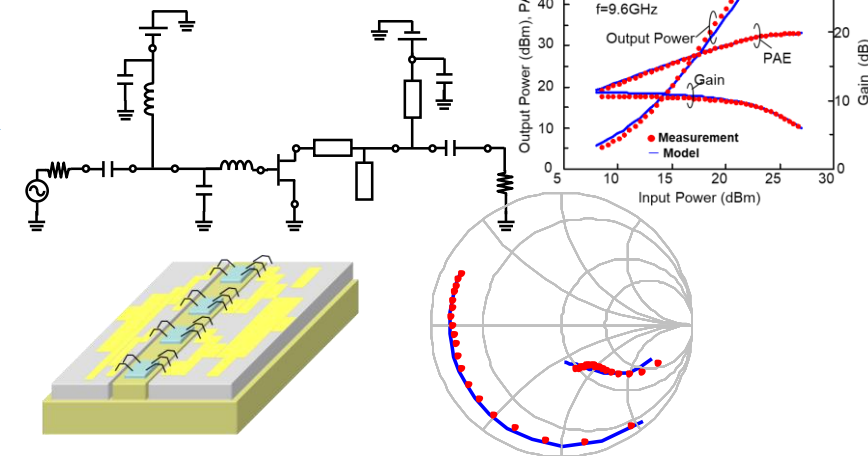 40
f=9.6GHz
30
20
10
0
Output Power
PAE
Gain
Measurement
Model
20
10
0
5
10
15
20
25
30
Input Power (dBm)
Output Power (dBm),
Gain (dB)